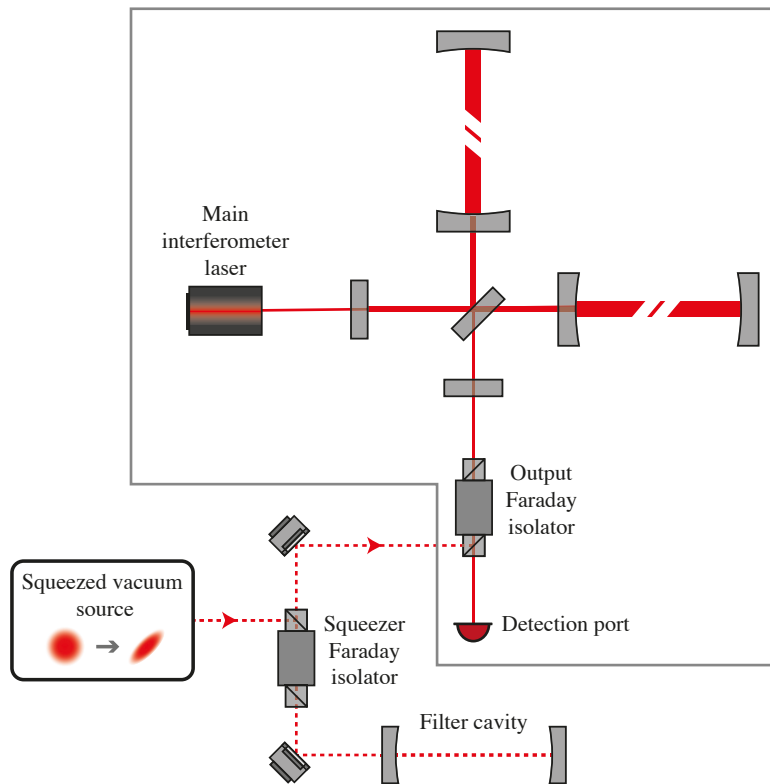 Main
interferometer
laser
Output
Faraday
isolator
Squeezed vacuum
source
Squeezer
Faraday
isolator
Detection port
Filter cavity